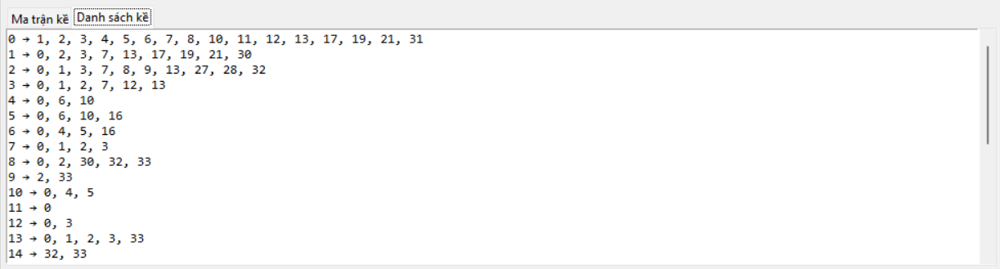 Ma trận kề Danh sách kề
0 → 1, 2, 3, 4, 5, 6, 7, 8, 10, 11, 12, 13, 17, 19, 21, 31
1 → 0, 2, 3, 7, 13, 17, 19, 21, 30
2 → 0, 1, 3, 7, 8, 9, 13, 27, 28, 32
3 → 0, 1, 2, 7, 12, 13
4 → 0, 6, 10
5 → 0, 6, 10, 16
6 → 0, 4, 5, 16
7 → 0, 1, 2, 3
8 → 0, 2, 30, 32, 33
9 → 2, 33
10 → 0, 4, 5
11 → 0
12 → 0, 3
13 → 0, 1, 2, 3, 33
14 → 32, 33